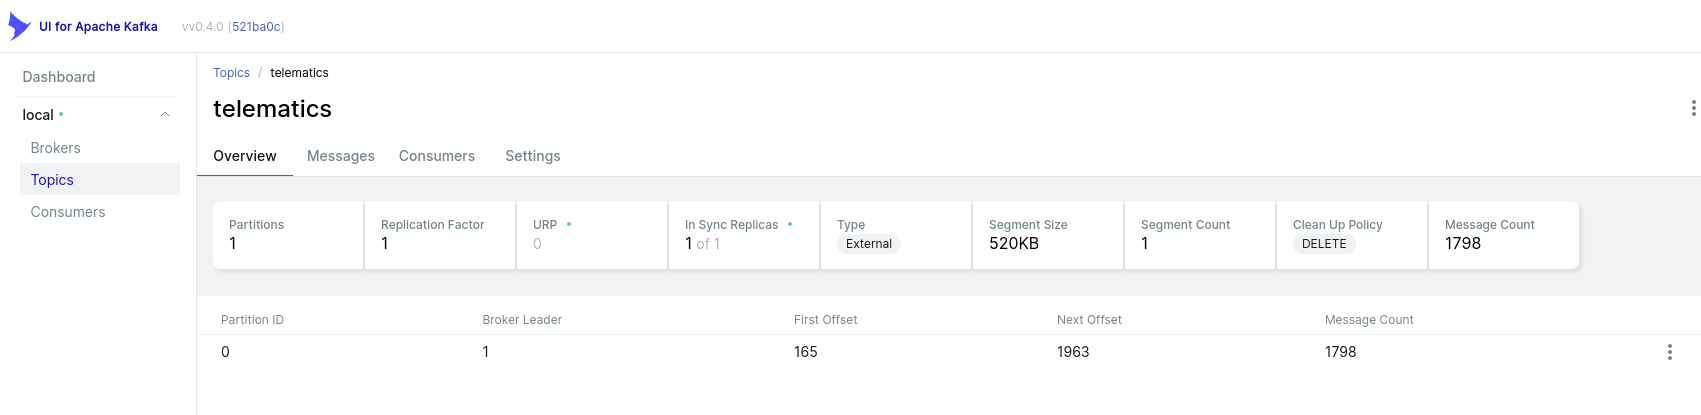 UI for Apache Kafka vv0.4.0 (521ba0c)
Dashboard
local
Brokers
Topics
Consumers
Topics / telematics
telematics
Overview Messages Consumers Settings
Partitions Replication Factor URP In Sync Replicas Type Segment Size Segment Count Clean Up Policy Message Count
1 1 0 1 of 1 External 520KB 1 DELETE 1798
Partition ID Broker Leader First Offset Next Offset Message Count
0 1 165 1963 1798